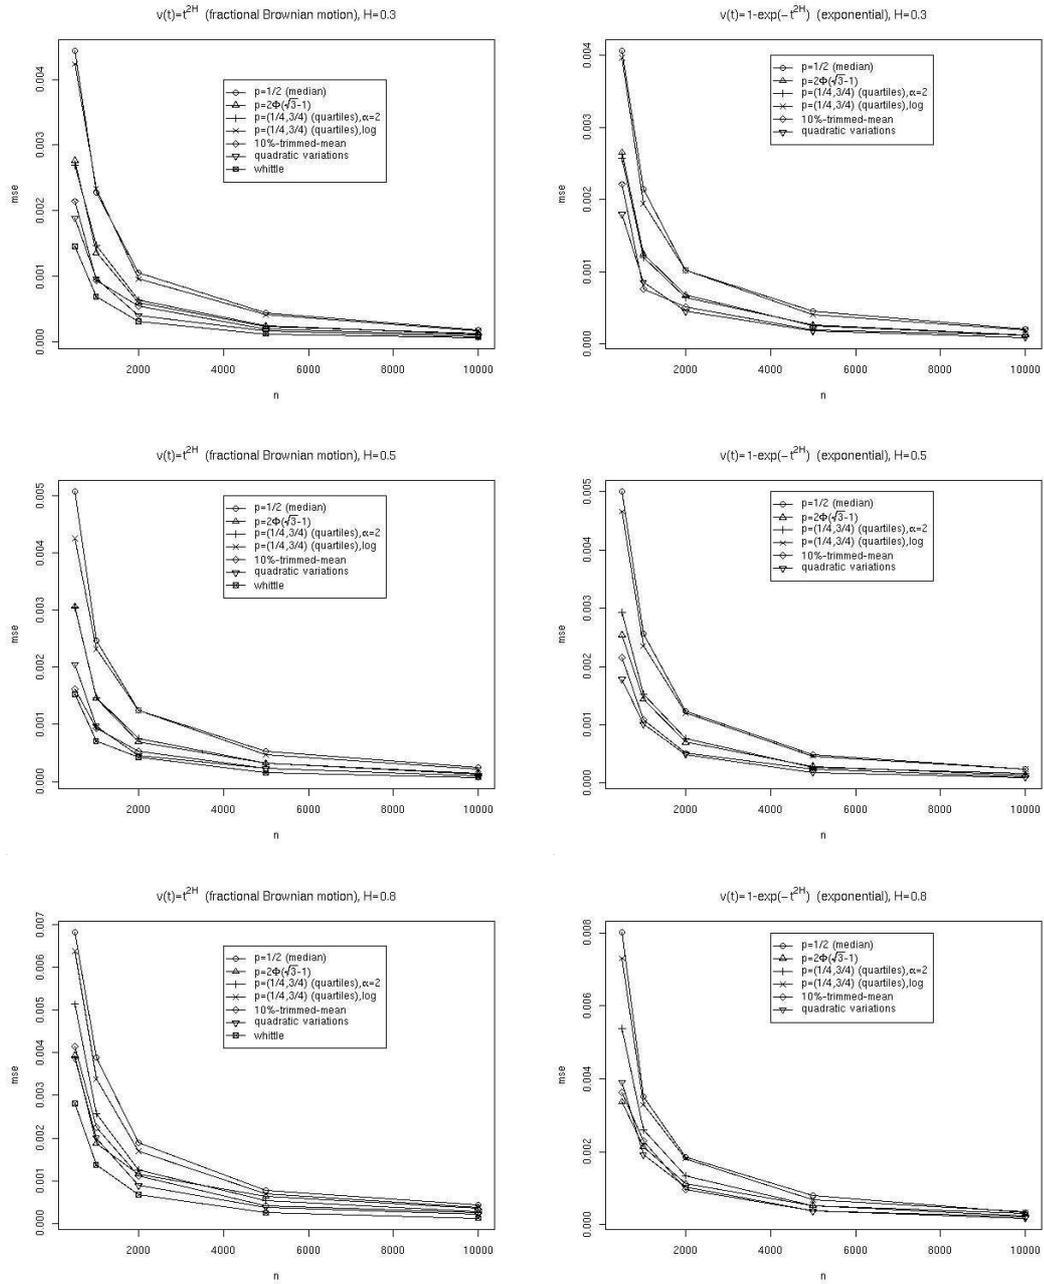 v(t)=t^2H (fractional Brownian motion), H=0.3
mse
0.004
0.003
0.002
0.001
0.000
p=1/2 (median)
p=2Φ(√3-1)
p=(1/4,3/4) (quartiles),α=2
p=(1/4,3/4) (quartiles),log
10%-trimmed-mean
quadratic variations
whittle
2000 4000 6000 8000 10000
n
v(t)=1-exp(-t^2H) (exponential), H=0.3
mse
0.004
0.003
0.002
0.001
0.000
p=1/2 (median)
p=2Φ(√3-1)
p=(1/4,3/4) (quartiles),α=2
p=(1/4,3/4) (quartiles),log
10%-trimmed-mean
quadratic variations
2000 4000 6000 8000 10000
n
v(t)=t^2H (fractional Brownian motion), H=0.5
mse
0.005
0.004
0.003
0.002
0.001
0.000
p=1/2 (median)
p=2Φ(√3-1)
p=(1/4,3/4) (quartiles),α=2
p=(1/4,3/4) (quartiles),log
10%-trimmed-mean
quadratic variations
whittle
2000 4000 6000 8000 10000
n
v(t)=1-exp(-t^2H) (exponential), H=0.5
mse
0.005
0.004
0.003
0.002
0.001
0.000
p=1/2 (median)
p=2Φ(√3-1)
p=(1/4,3/4) (quartiles),α=2
p=(1/4,3/4) (quartiles),log
10%-trimmed-mean
quadratic variations
2000 4000 6000 8000 10000
n
v(t)=t^2H (fractional Brownian motion), H=0.8
mse
0.007
0.006
0.005
0.004
0.003
0.002
0.001
0.000
p=1/2 (median)
p=2Φ(√3-1)
p=(1/4,3/4) (quartiles),α=2
p=(1/4,3/4) (quartiles),log
10%-trimmed-mean
quadratic variations
whittle
2000 4000 6000 8000 10000
n
v(t)=1-exp(-t^2H) (exponential), H=0.8
mse
0.008
0.006
0.004
0.002
0.000
p=1/2 (median)
p=2Φ(√3-1)
p=(1/4,3/4) (quartiles),α=2
p=(1/4,3/4) (quartiles),log
10%-trimmed-mean
quadratic variations
2000 4000 6000 8000 10000
n